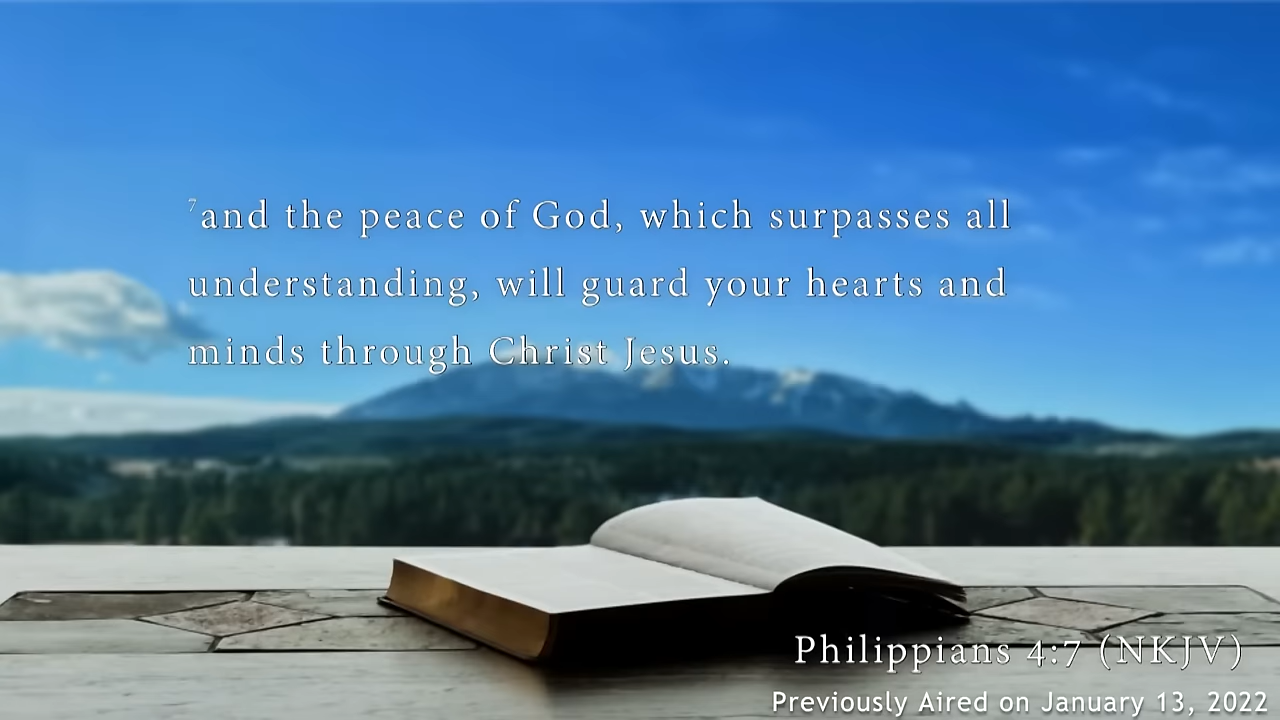 7and the peace of God, which surpasses all
understanding, will guard your hearts and
minds through Christ Jesus.
Philippians 4:7 (NKJV)
Previously Aired on January 13, 2022